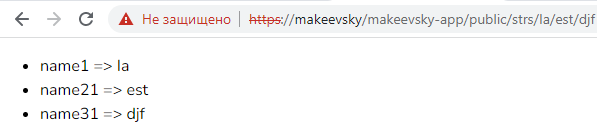 Не защищено | https://makeevsky/makeevsky-app/public/strs/la/est/djf
• name1 => la
• name21 => est
• name31 => djf